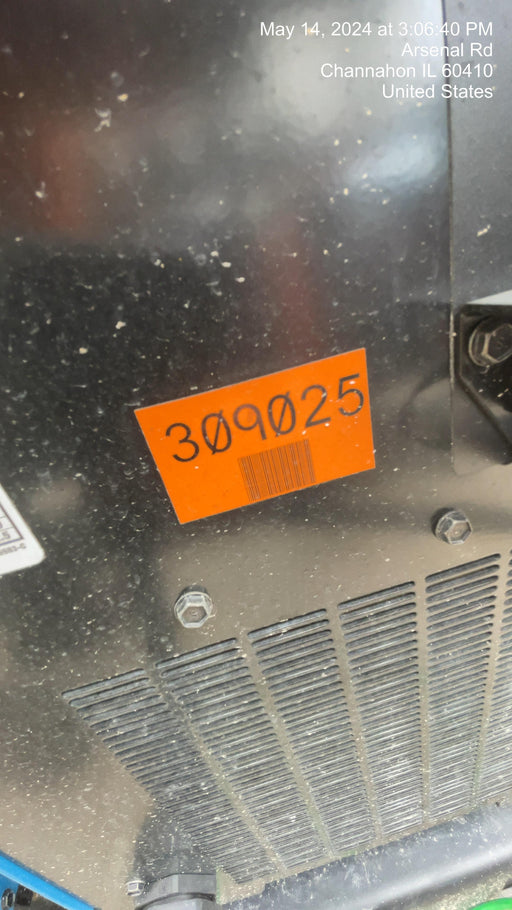 May 14, 2024 at 3:06:40 PM
Arsenal Rd
Channahon IL 60410
United States
309025